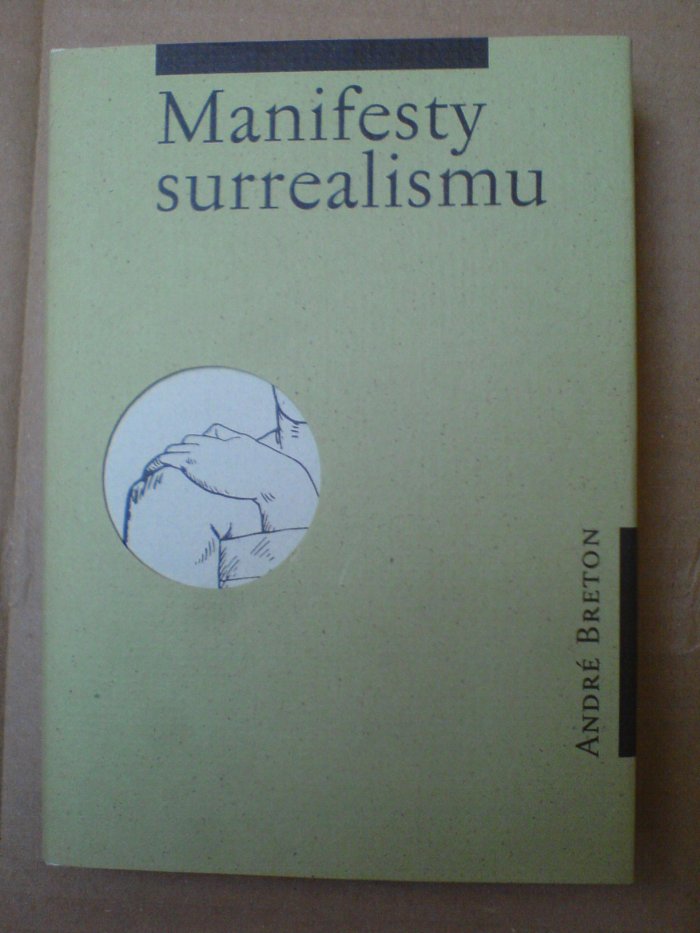 Manifesty
surrealismu
ANDRÉ BRETON